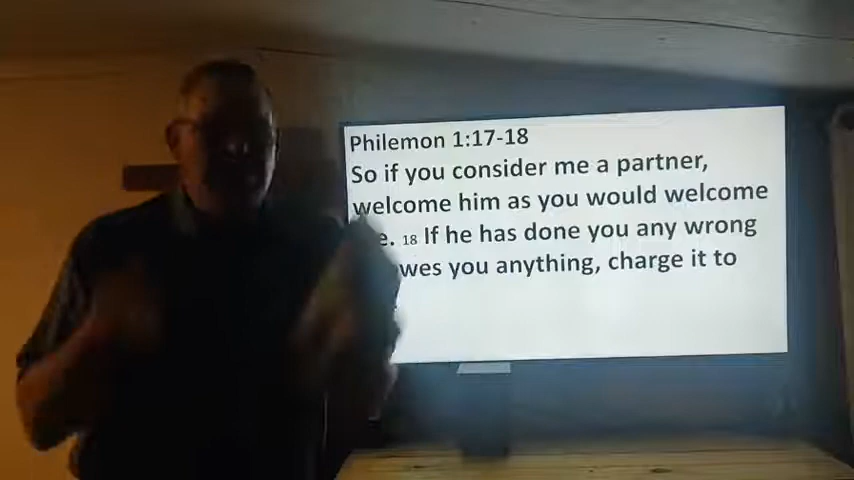 Philemon 1:17-18
So if you consider me a partner,
welcome him as you would welcome
18 If he has done you any wrong
you anything, charge it to